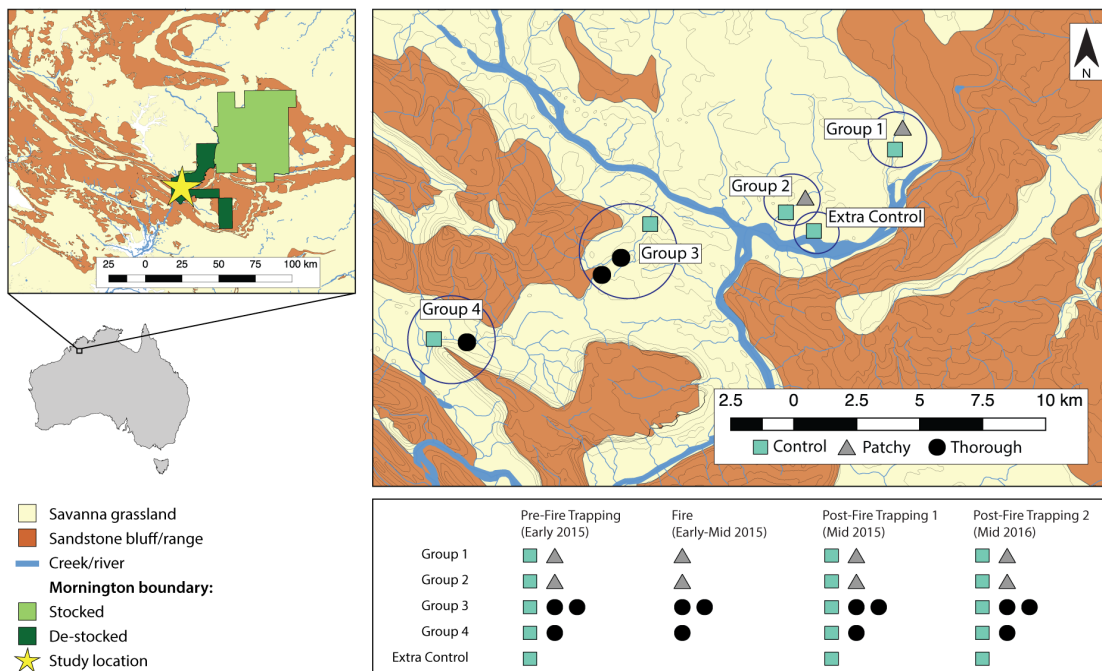 25 0 25 50 75 100 km
N
Group 1
Group 2
Extra Control
Group 3
Group 4
2.5 0 2.5 5 7.5 10 km
Control Patchy Thorough
Savanna grassland
Sandstone bluff/range
Creek/river
Mornington boundary:
Stocked
De-stocked
Study location
Pre-Fire Trapping Fire Post-Fire Trapping 1 Post-Fire Trapping 2
(Early 2015) (Early-Mid 2015) (Mid 2015) (Mid 2016)
Group 1
Group 2
Group 3
Group 4
Extra Control